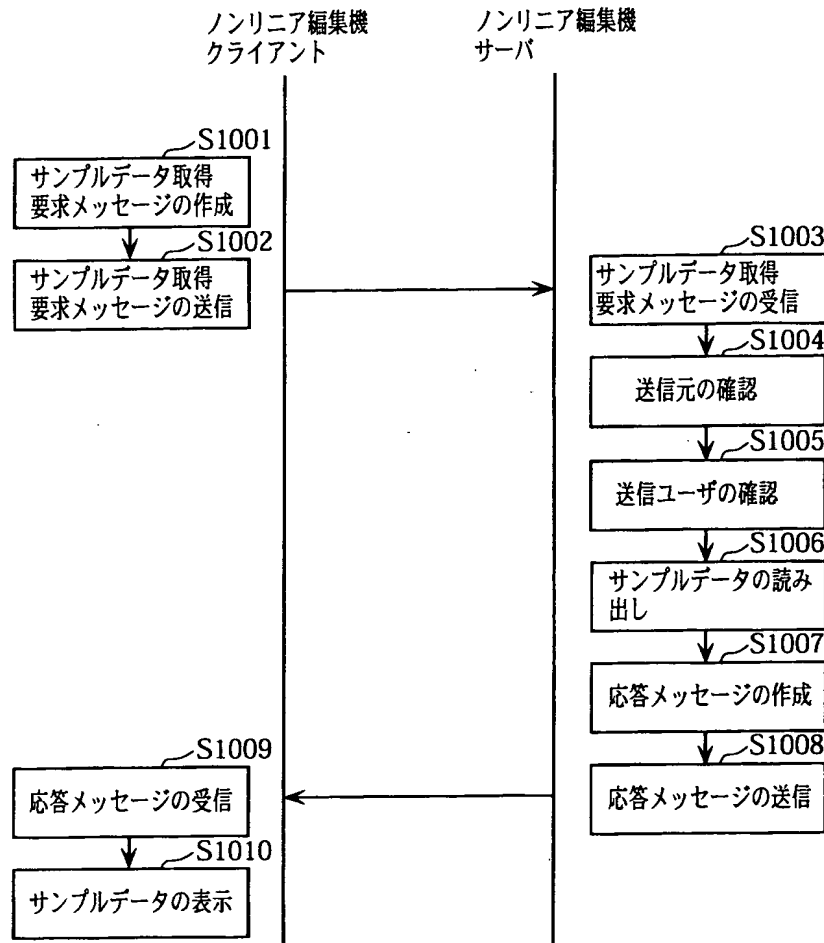 ノンリニア編集機
クライアント
ノンリニア編集機
サーバ
S1001
サンプルデータ取得
要求メッセージの作成
S1002
サンプルデータ取得
要求メッセージの送信
S1003
サンプルデータ取得
要求メッセージの受信
S1004
送信元の確認
S1005
送信ユーザの確認
S1006
サンプルデータの読み
出し
S1007
応答メッセージの作成
S1008
応答メッセージの送信
S1009
応答メッセージの受信
S1010
サンプルデータの表示